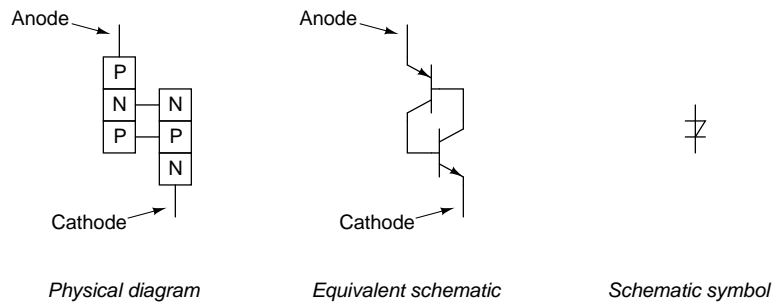 Anode
Anode
P
N
N
P
P
N
Cathode
Cathode
Physical diagram
Equivalent schematic
Schematic symbol